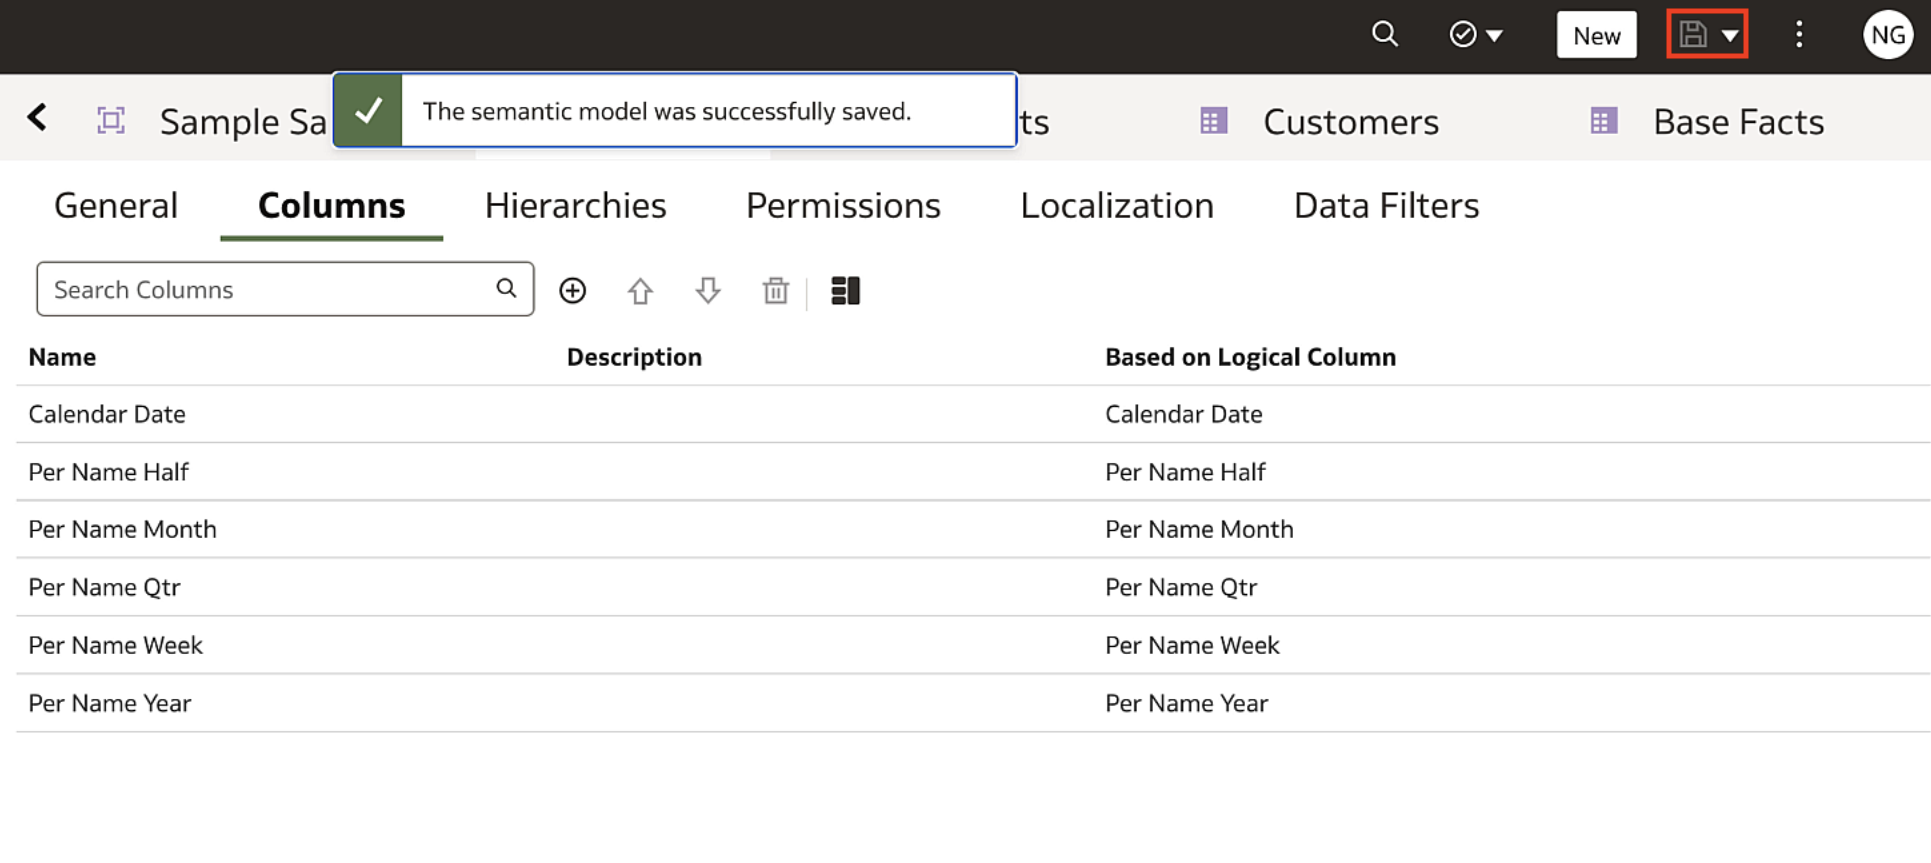 New NG
Sample Sa The semantic model was successfully saved. ts Customers Base Facts
General Columns Hierarchies Permissions Localization Data Filters
Search Columns
Name Description Based on Logical Column
Calendar Date Calendar Date
Per Name Half Per Name Half
Per Name Month Per Name Month
Per Name Qtr Per Name Qtr
Per Name Week Per Name Week
Per Name Year Per Name Year